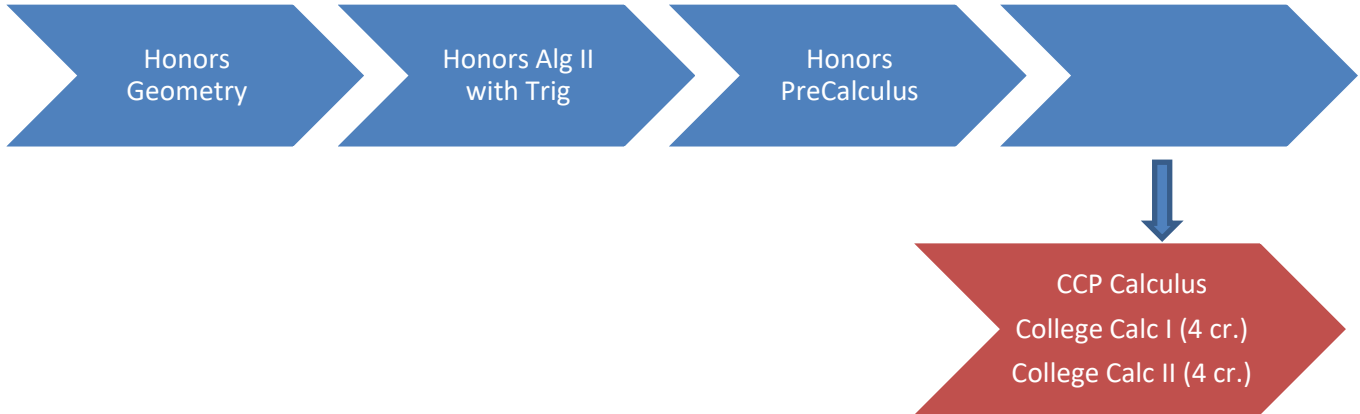 Honors
Geometry
Honors Alg II
with Trig
Honors
PreCalculus
CCP Calculus
College Calc I (4 cr.)
College Calc II (4 cr.)